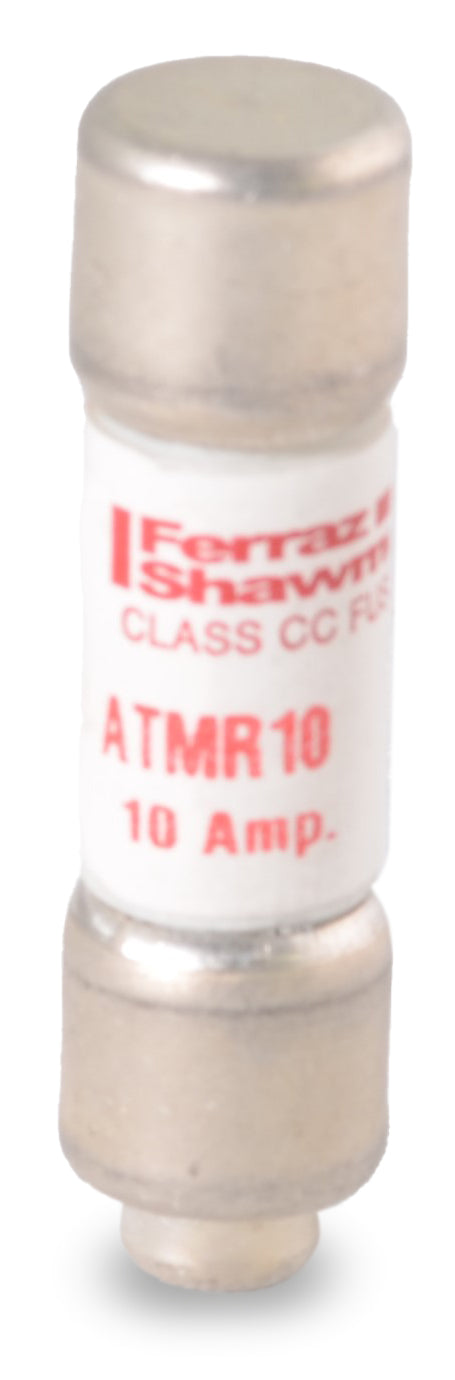 Ferraz
Shawm
CLASS CC FUS
ATMR10
10 Amp.